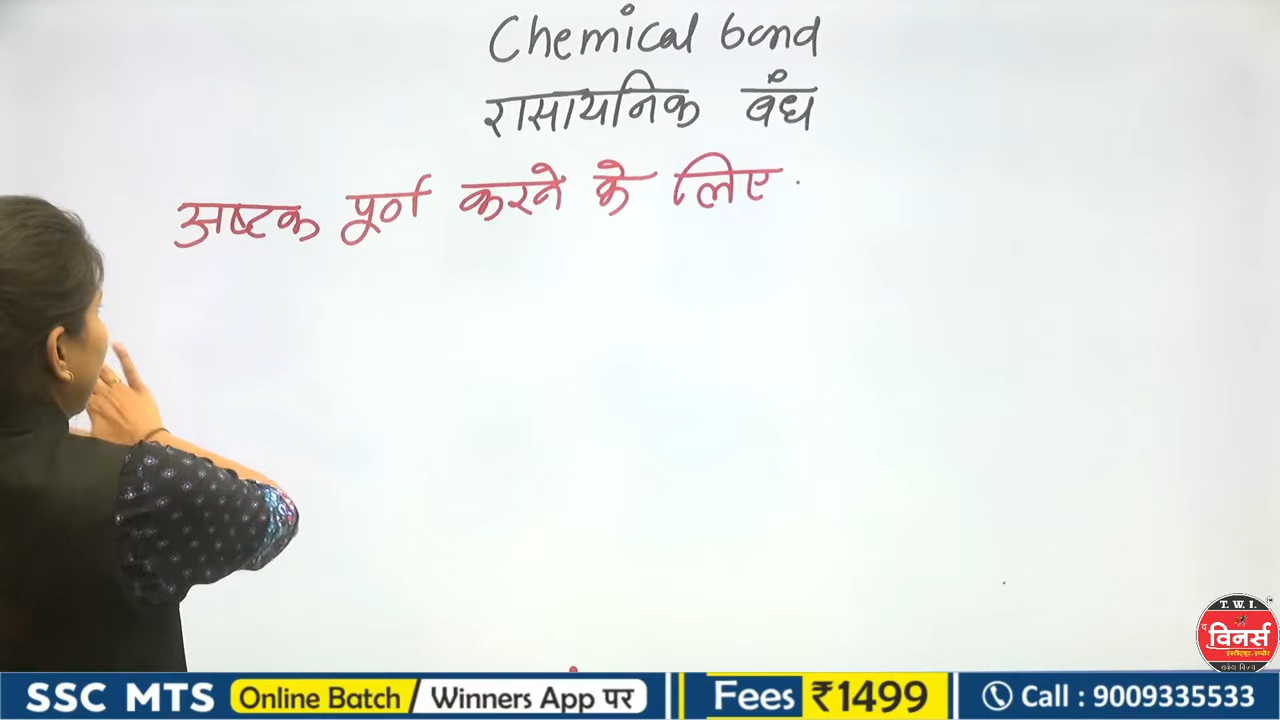 Chemical bond
रासायनिक बंध
अष्टक पूर्ण करने के लिए
T. W. I.
द विनर्स
SSC MTS Online Batch / Winners App पर Fees ₹1499 Call : 9009335533